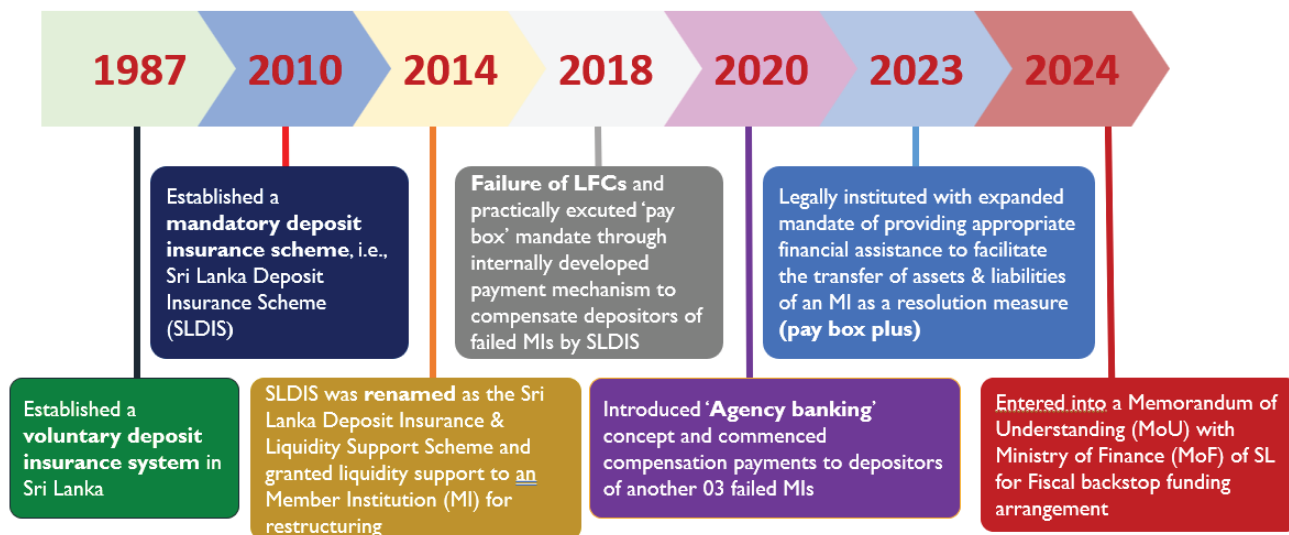 1987
2010
2014
2018
2020
2023
2024
Established a
mandatory deposit
insurance scheme, i.e.,
Sri Lanka Deposit
Insurance Scheme
(SLDIS)
Failure of LFCs and
practically excuted ‘pay
box’ mandate through
internally developed
payment mechanism to
compensate depositors of
failed MIs by SLDIS
Legally instituted with expanded
mandate of providing appropriate
financial assistance to facilitate
the transfer of assets & liabilities
of an MI as a resolution measure
(pay box plus)
Established a
voluntary deposit
insurance system in
Sri Lanka
SLDIS was renamed as the Sri
Lanka Deposit Insurance &
Liquidity Support Scheme and
granted liquidity support to an
Member Institution (MI) for
restructuring
Introduced ‘Agency banking’
concept and commenced
compensation payments to depositors
of another 03 failed MIs
Entered into a Memorandum of
Understanding (MoU) with
Ministry of Finance (MoF) of SL
for Fiscal backstop funding
arrangement